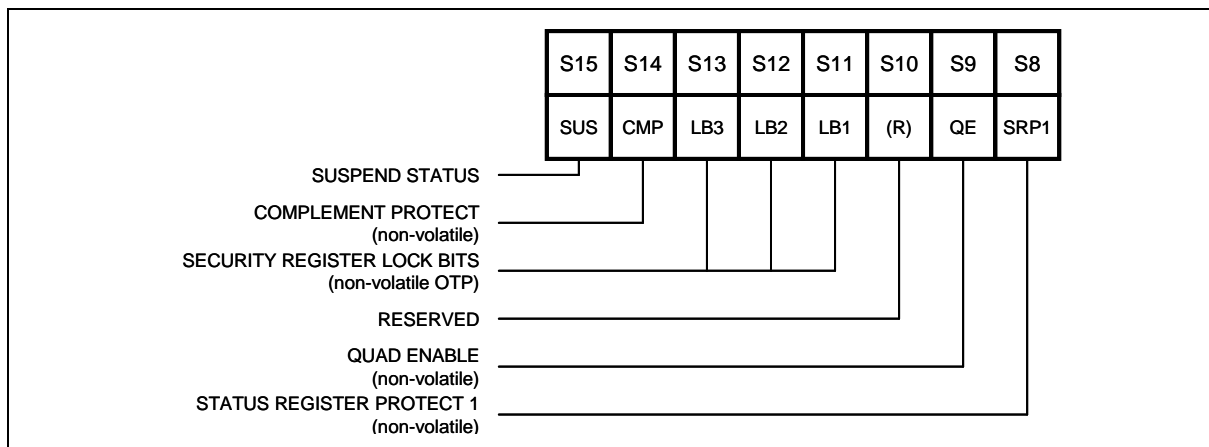 S15 S14 S13 S12 S11 S10 S9 S8
SUS CMP LB3 LB2 LB1 (R) QE SRP1
SUSPEND STATUS
COMPLEMENT PROTECT
(non-volatile)
SECURITY REGISTER LOCK BITS
(non-volatile OTP)
RESERVED
QUAD ENABLE
(non-volatile)
STATUS REGISTER PROTECT 1
(non-volatile)